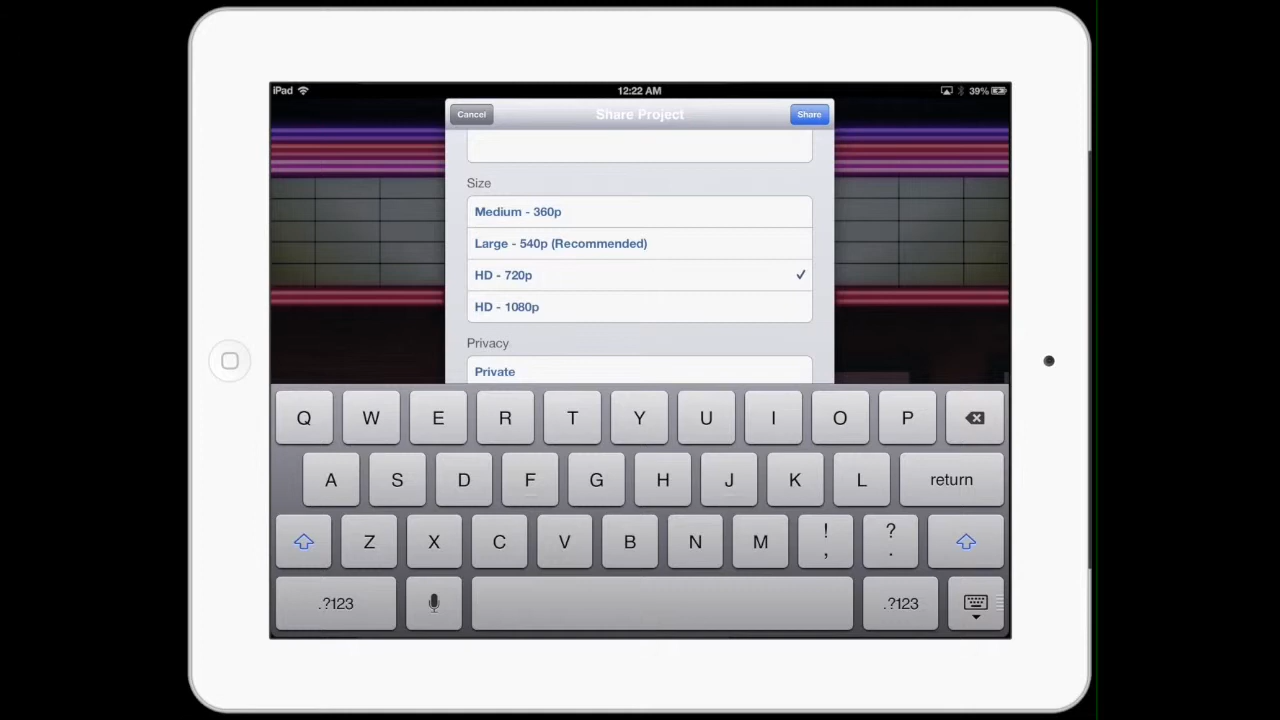 iPad 12:22 AM 39%
Cancel Share Project Share
Size
Medium - 360p
Large - 540p (Recommended)
HD - 720p
HD - 1080p
Privacy
Private
Q W E R T Y U I O P
A S D F G H J K L return
Z X C V B N M ! , ? .
.?123 .?123